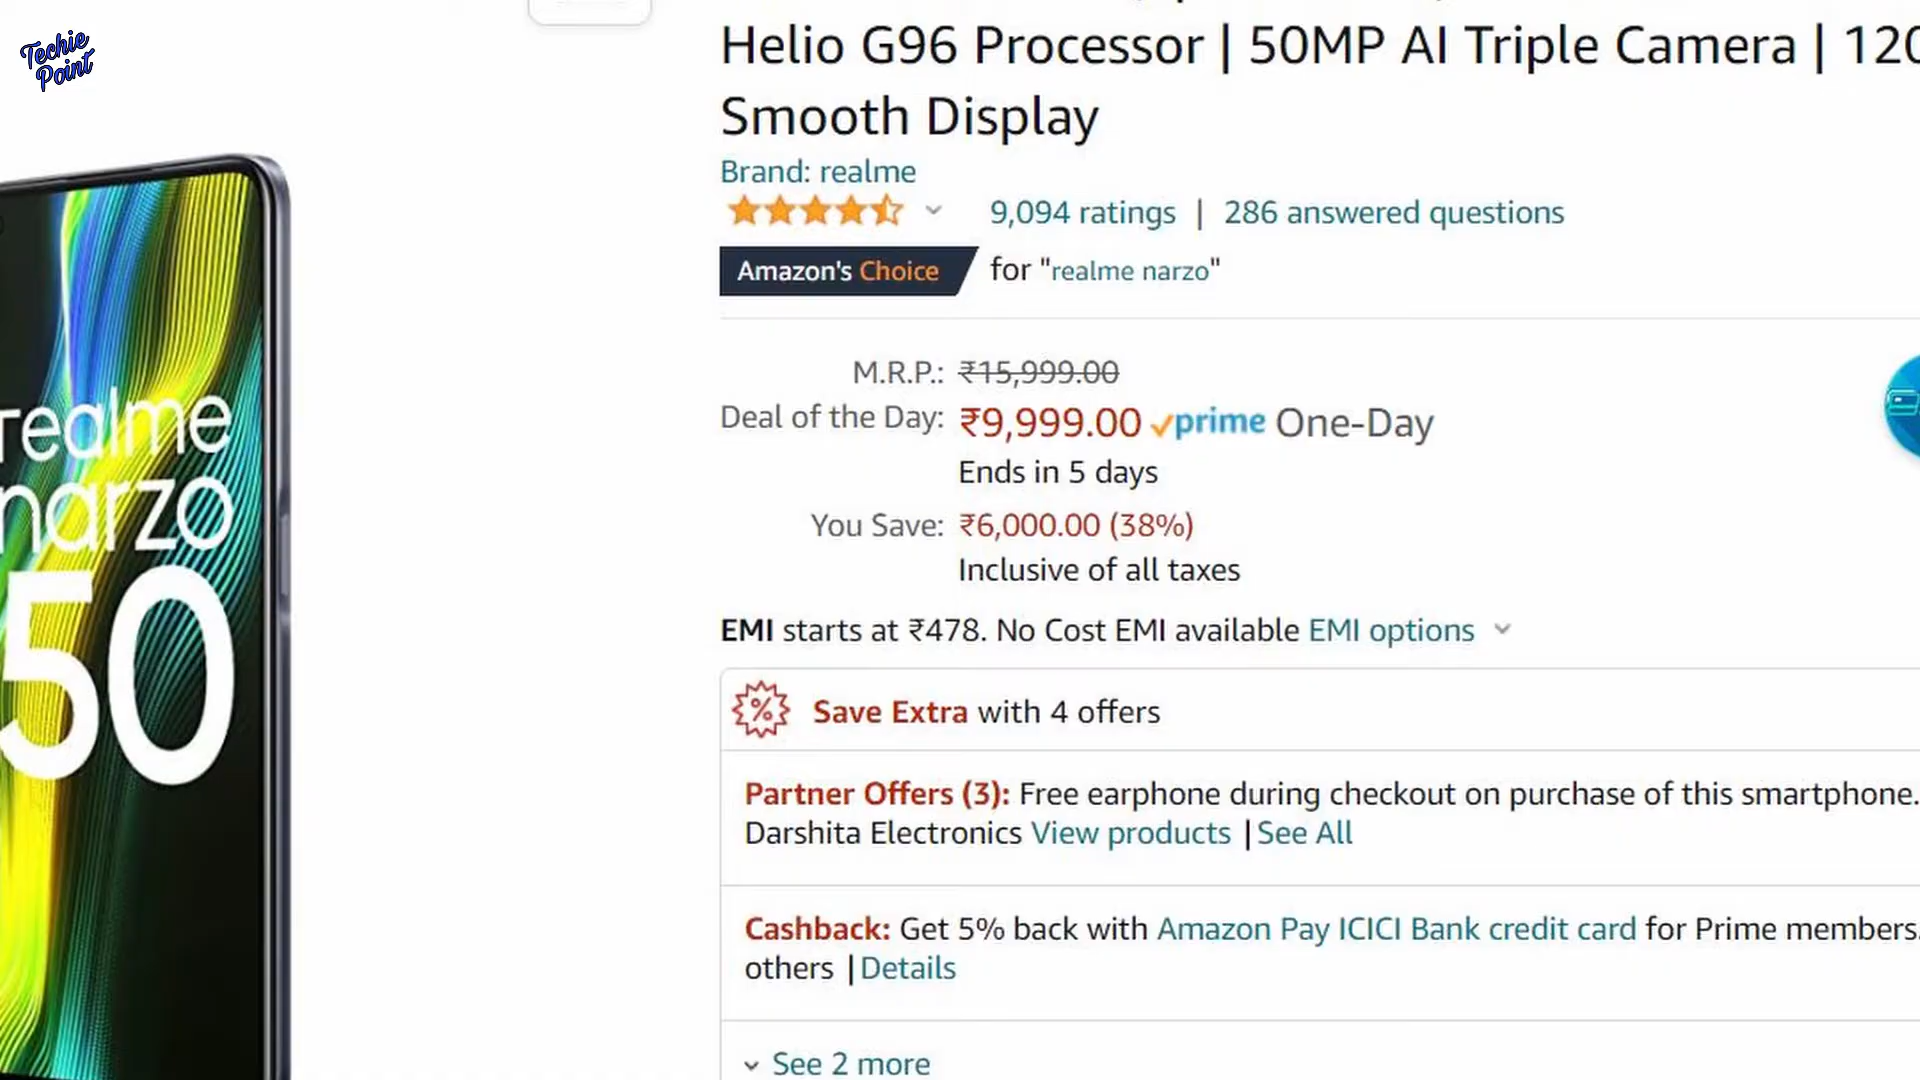 Techie
Point
Helio G96 Processor | 50MP AI Triple Camera | 120
Smooth Display
Brand: realme
9,094 ratings | 286 answered questions
Amazon's Choice for "realme narzo"
M.R.P.: ₹15,999.00
Deal of the Day: ₹9,999.00 prime One-Day
Ends in 5 days
You Save: ₹6,000.00 (38%)
Inclusive of all taxes
EMI starts at ₹478. No Cost EMI available EMI options
Save Extra with 4 offers
Partner Offers (3): Free earphone during checkout on purchase of this smartphone.
Darshita Electronics View products | See All
Cashback: Get 5% back with Amazon Pay ICICI Bank credit card for Prime members.
others | Details
See 2 more
realme
narzo
50